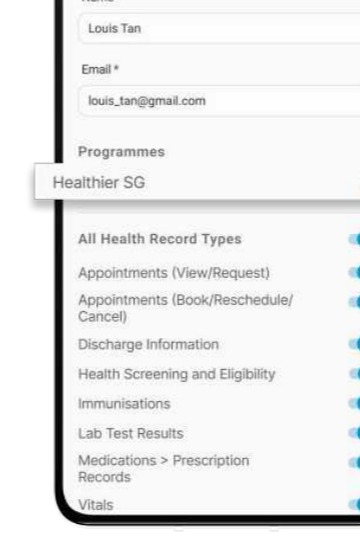 Name
Louis Tan
Email *
louis_tan@gmail.com
Programmes
Healthier SG
All Health Record Types
Appointments (View/Request)
Appointments (Book/Reschedule/
Cancel)
Discharge Information
Health Screening and Eligibility
Immunisations
Lab Test Results
Medications > Prescription
Records
Vitals